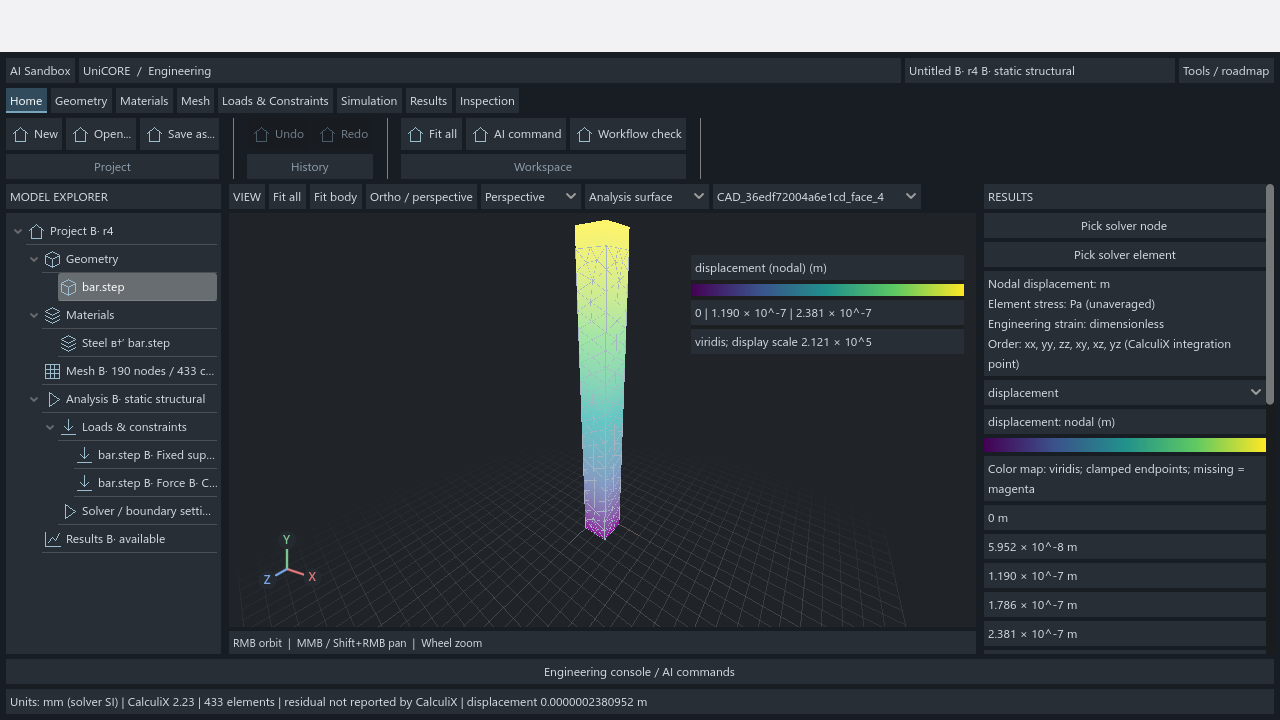 AI Sandbox
UniCORE / Engineering
Untitled В· r4 В· static structural
Tools / roadmap
Home
Geometry
Materials
Mesh
Loads & Constraints
Simulation
Results
Inspection
New
Open...
Save as...
Undo
Redo
Fit all
AI command
Workflow check
Project
History
Workspace
MODEL EXPLORER
VIEW
Fit all
Fit body
Ortho / perspective
Perspective
Analysis surface
CAD_36edf72004a6e1cd_face_4
RESULTS
Project В· r4
Geometry
bar.step
Materials
Steel в†' bar.step
Mesh В· 190 nodes / 433 c...
Analysis В· static structural
Loads & constraints
bar.step В· Fixed sup...
bar.step В· Force В· C...
Solver / boundary setti...
Results В· available
displacement (nodal) (m)
0 | 1.190 × 10^-7 | 2.381 × 10^-7
viridis; display scale 2.121 × 10^5
Y
Z
X
RMB orbit | MMB / Shift+RMB pan | Wheel zoom
Pick solver node
Pick solver element
Nodal displacement: m
Element stress: Pa (unaveraged)
Engineering strain: dimensionless
Order: xx, yy, zz, xy, xz, yz (CalculiX integration
point)
displacement
displacement: nodal (m)
Color map: viridis; clamped endpoints; missing =
magenta
0 m
5.952 × 10^-8 m
1.190 × 10^-7 m
1.786 × 10^-7 m
2.381 × 10^-7 m
Engineering console / AI commands
Units: mm (solver SI) | CalculiX 2.23 | 433 elements | residual not reported by CalculiX | displacement 0.0000002380952 m